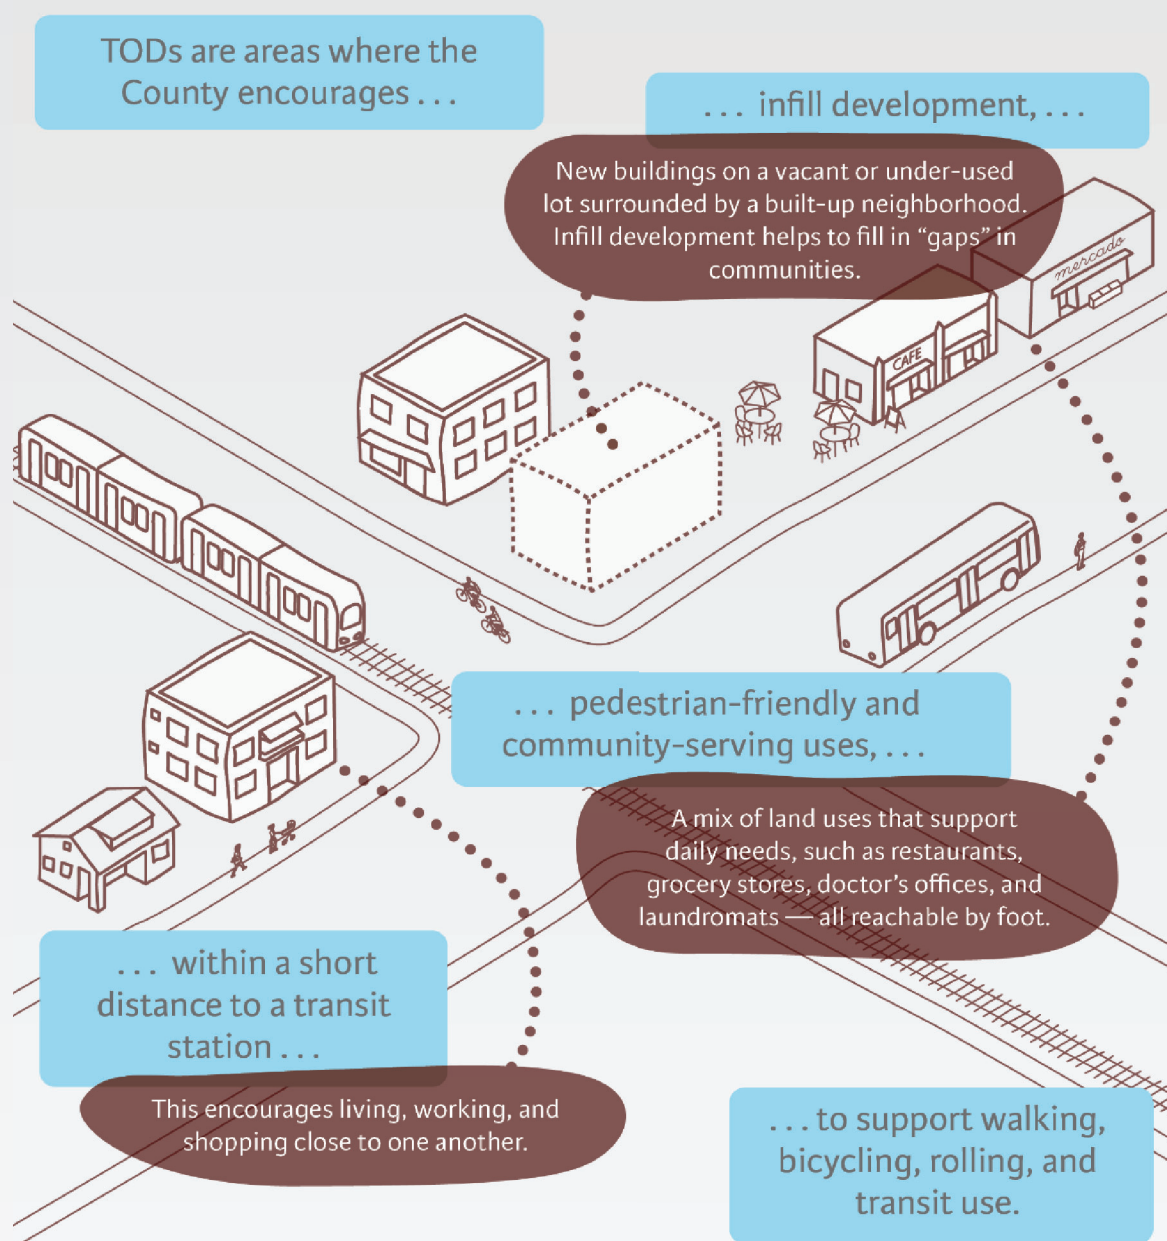 TODs are areas where the
County encourages . . .
. . . infill development, . . .
New buildings on a vacant or under-used
lot surrounded by a built-up neighborhood.
Infill development helps to fill in “gaps” in
communities.
mercado
CAFE
. . . pedestrian-friendly and
community-serving uses, . . .
A mix of land uses that support
daily needs, such as restaurants,
grocery stores, doctor’s offices, and
laundromats — all reachable by foot.
. . . within a short
distance to a transit
station . . .
This encourages living, working, and
shopping close to one another.
. . . to support walking,
bicycling, rolling, and
transit use.